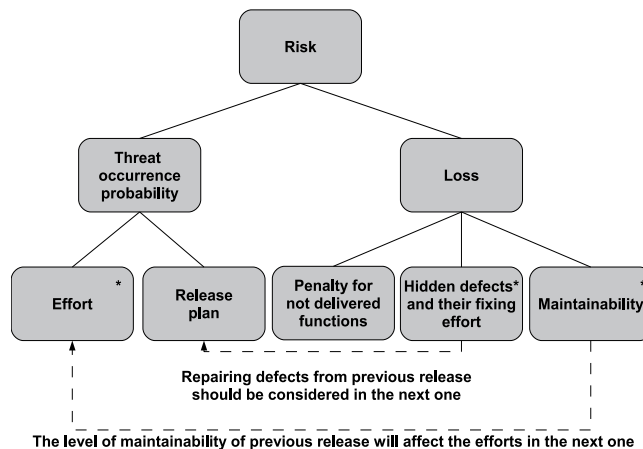 Risk
Threat
occurrence
probability
Loss
Effort *
Release
plan
Penalty for
not delivered
functions
Hidden defects*
and their fixing
effort
Maintainability *
Repairing defects from previous release
should be considered in the next one
The level of maintainability of previous release will affect the efforts in the next one